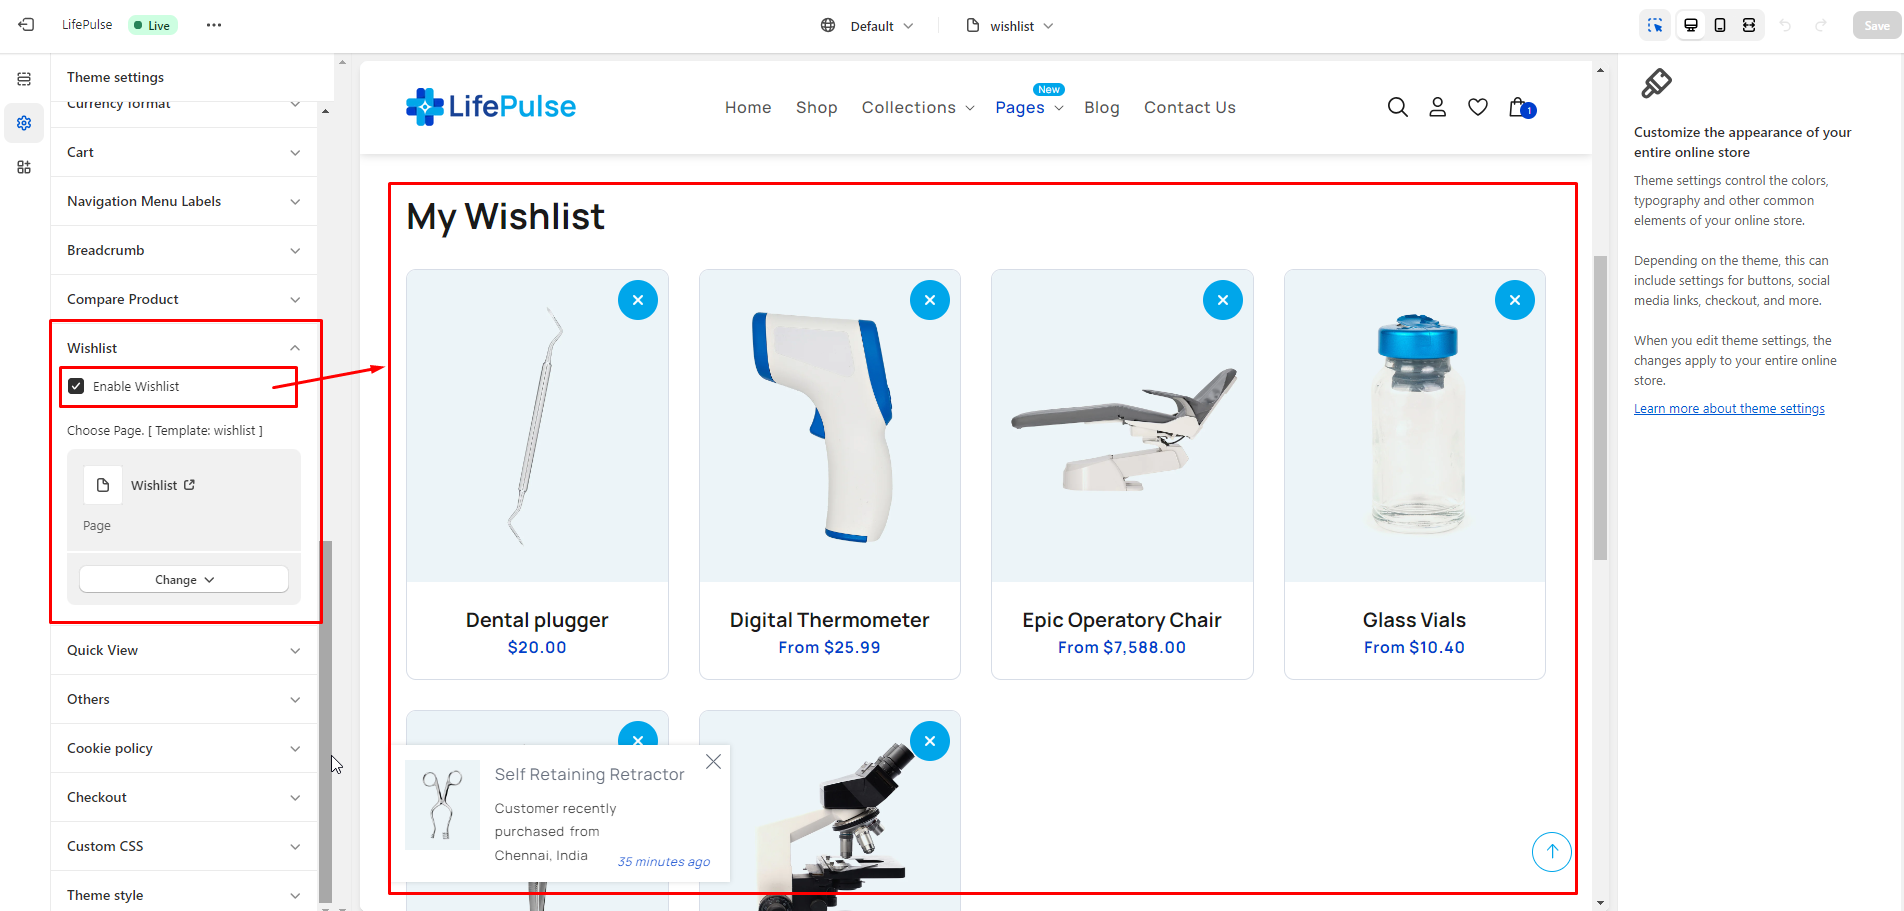 LifePulse
Live
Default
wishlist
Save
Theme settings
Currency format
Cart
Navigation Menu Labels
Breadcrumb
Compare Product
Wishlist
Enable Wishlist
Choose Page. [ Template: wishlist ]
Wishlist
Page
Change
Quick View
Others
Cookie policy
Checkout
Custom CSS
Theme style
LifePulse
Home
Shop
Collections
Pages
New
Blog
Contact Us
1
My Wishlist
Dental plugger
$20.00
Digital Thermometer
From $25.99
Epic Operatory Chair
From $7,588.00
Glass Vials
From $10.40
Self Retaining Retractor
Customer recently
purchased from
Chennai, India
35 minutes ago
Customize the appearance of your
entire online store
Theme settings control the colors,
typography and other common
elements of your online store.
Depending on the theme, this can
include settings for buttons, social
media links, checkout, and more.
When you edit theme settings, the
changes apply to your entire online
store.
Learn more about theme settings